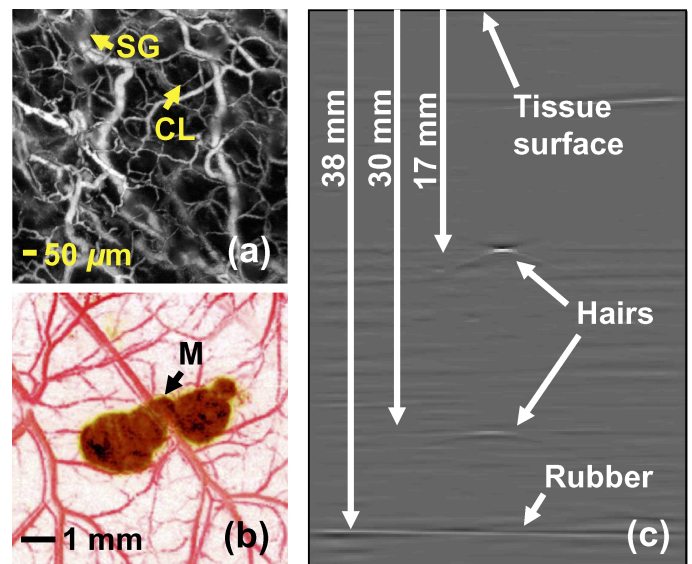 SG
CL
50 μm
(a)
M
1 mm
(b)
38 mm
30 mm
17 mm
Tissue
surface
Hairs
Rubber
(c)